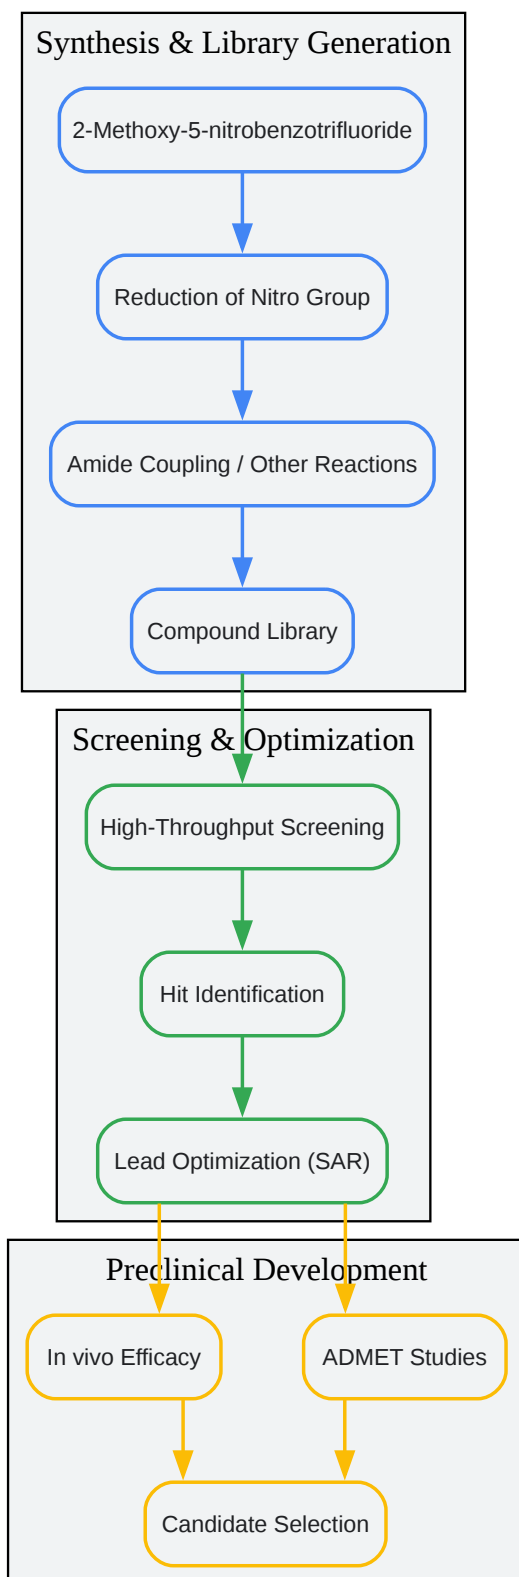 Synthesis & Library Generation
2-Methoxy-5-nitrobenzotrifluoride
Reduction of Nitro Group
Amide Coupling / Other Reactions
Compound Library
Screening & Optimization
High-Throughput Screening
Hit Identification
Lead Optimization (SAR)
Preclinical Development
In vivo Efficacy
ADMET Studies
Candidate Selection